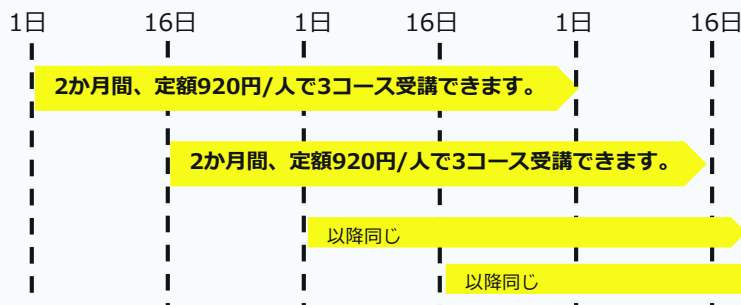 1日 16日 1日 16日 1日 16日
2か月間、定額920円/人で3コース受講できます。
2か月間、定額920円/人で3コース受講できます。
以降同じ
以降同じ